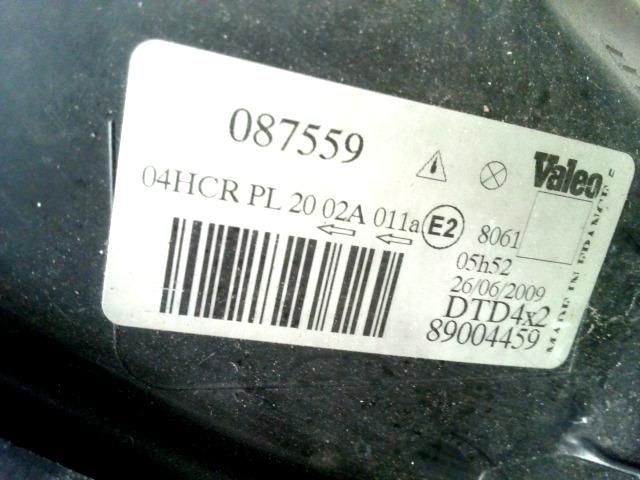 087559
Valeo
04HCR PL 20 02A 011a E2 8061
05h52
26/06/2009
DTD4x2
89004459
MADE IN FRANCE